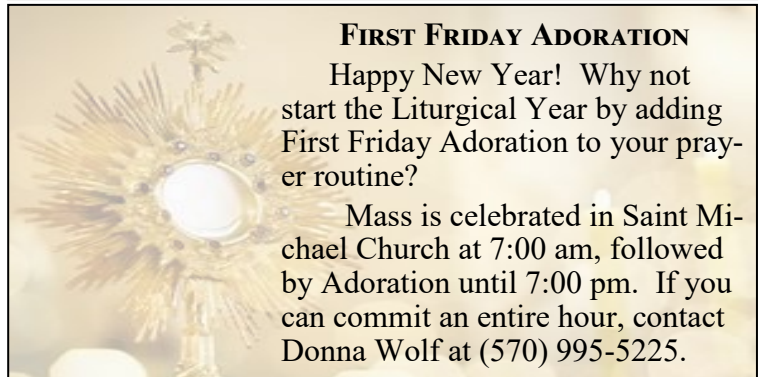 FIRST FRIDAY ADORATION
Happy New Year!  Why not
start the Liturgical Year by adding
First Friday Adoration to your pray-
er routine?
Mass is celebrated in Saint Mi-
chael Church at 7:00 am, followed
by Adoration until 7:00 pm.  If you
can commit an entire hour, contact
Donna Wolf at (570) 995-5225.